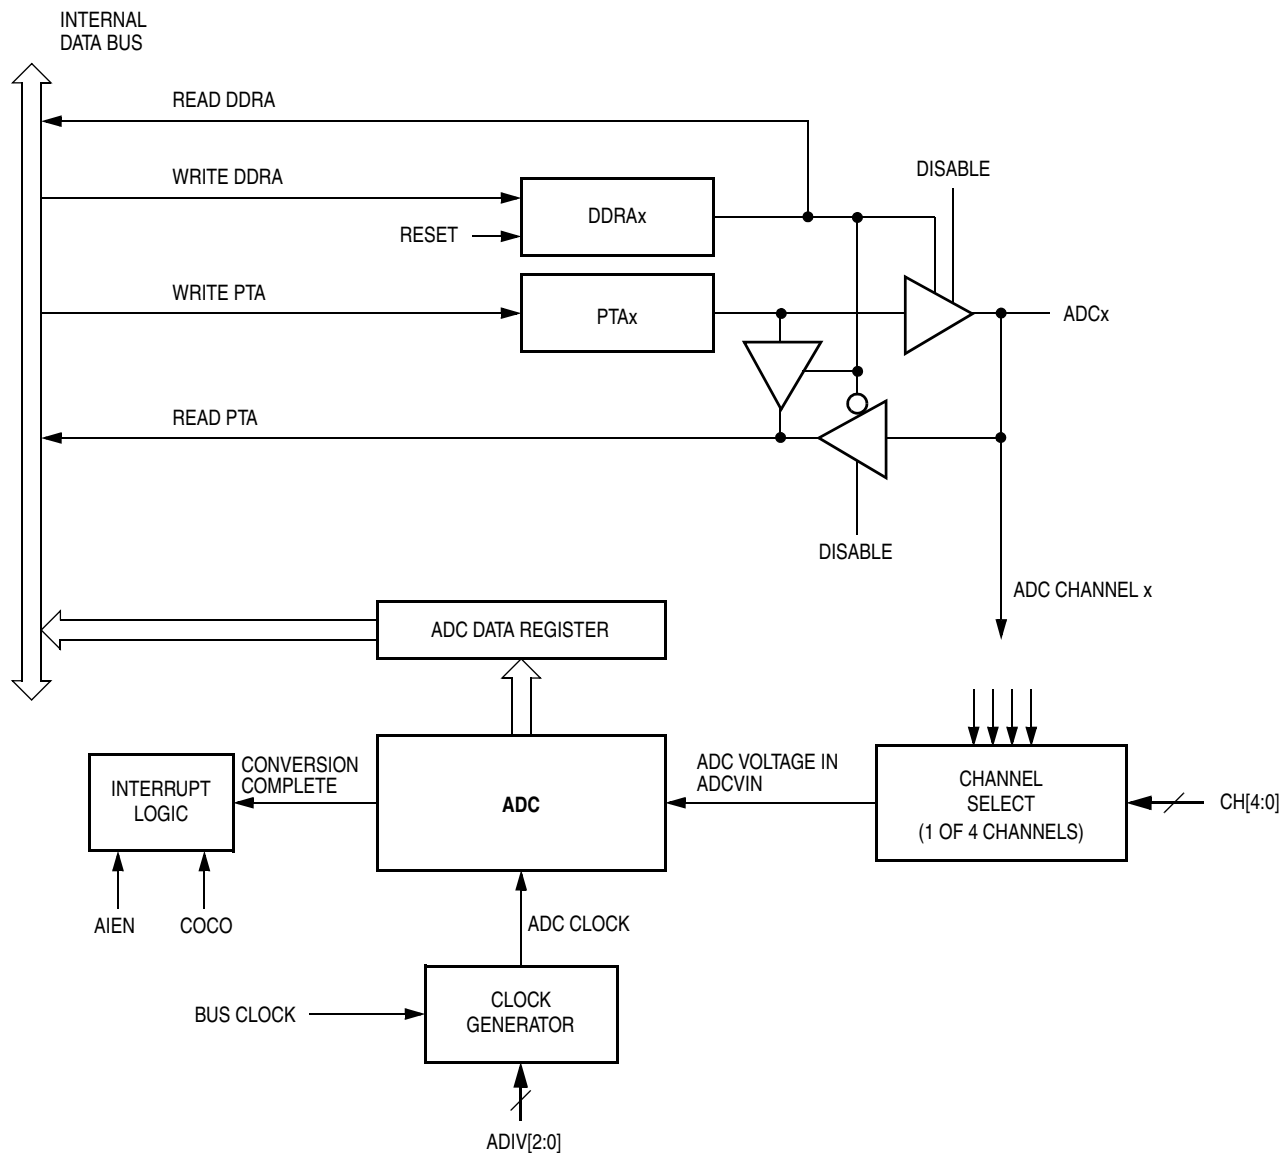 INTERNAL
DATA BUS
READ DDRA
WRITE DDRA
DISABLE
DDRAx
RESET
WRITE PTA
PTAx
ADCx
READ PTA
DISABLE
ADC CHANNEL x
ADC DATA REGISTER
INTERRUPT
LOGIC
CONVERSION
COMPLETE
ADC
ADC VOLTAGE IN
ADCVIN
CHANNEL
SELECT
(1 OF 4 CHANNELS)
CH[4:0]
AIEN
COCO
ADC CLOCK
BUS CLOCK
CLOCK
GENERATOR
ADIV[2:0]